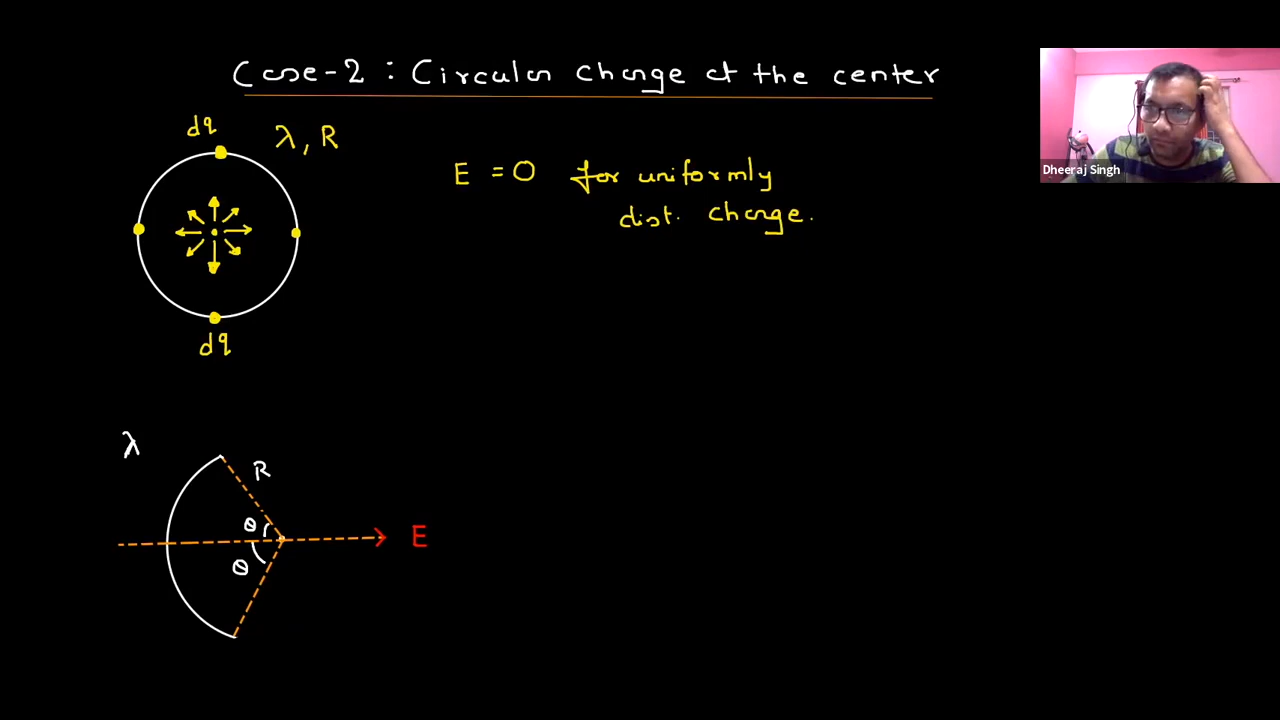 Case-2 : Circular charge at the center
dq
λ, R
E = 0 for uniformly
dist. charge.
dq
λ
R
θ
θ
E
Dheeraj Singh